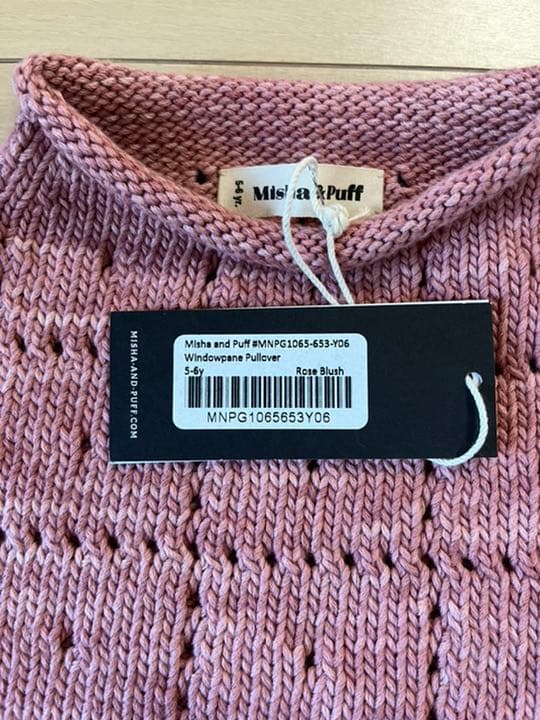 5-6 yr.
Misha & Puff
MISHA-AND-PUFF.COM
Misha and Puff #MNPG1065-653-Y06
Windowpane Pullover
5-6y Rose Blush
MNPG1065653Y06